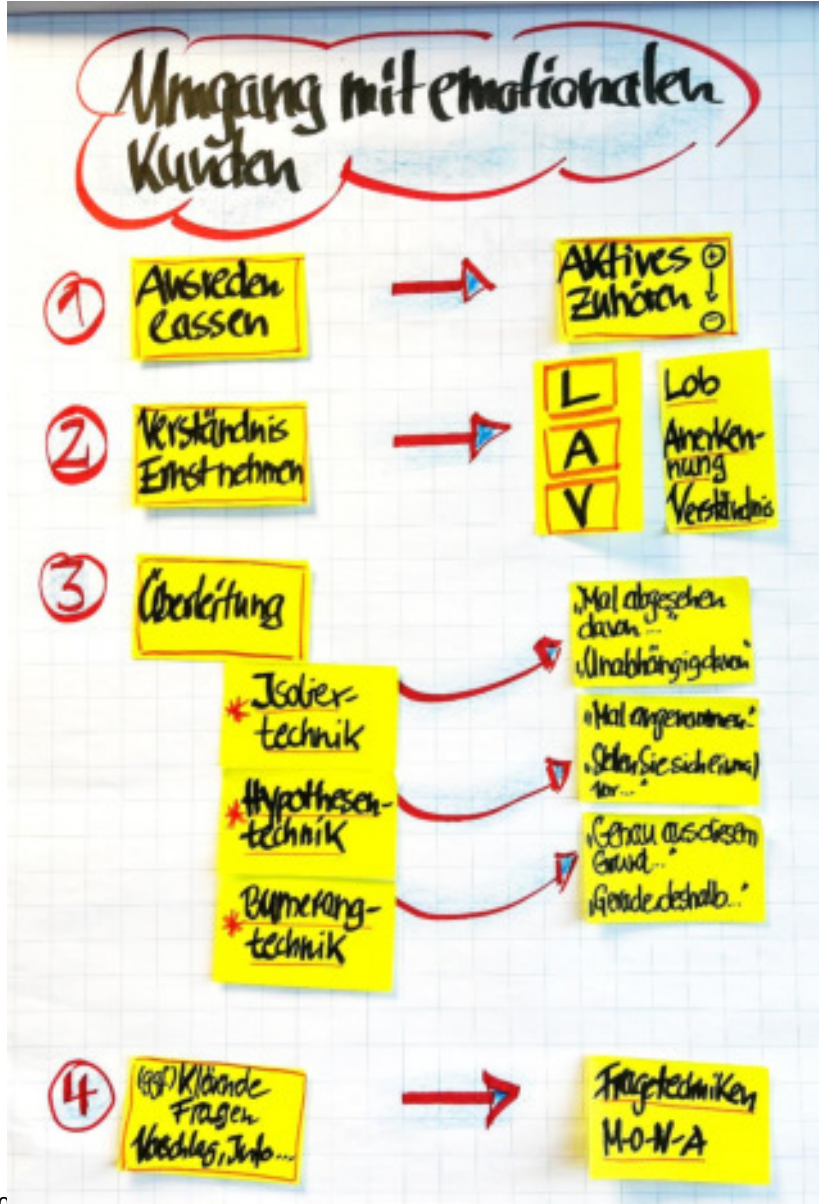 Umgang mit emotionalen
Kunden
1
Ausreden
lassen
Aktives +
Zuhören ↓
-
2
Verständnis
Ernst nehmen
L
A
V
Lob
Anerken-
nung
Verständnis
3
Überleitung
* Isolier-
technik
„Mal abgesehen
davon..."
„Unabhängig davon"
* Hypothesen-
technik
„Mal angenommen"
„Stellen Sie sich einmal
vor..."
* Bumerang-
technik
„Genau aus diesem
Grund..."
„Gerade deshalb..."
4
(ggf.) Klärende
Fragen
Vorschlag, Info...
Fragetechniken
M-O-N-A